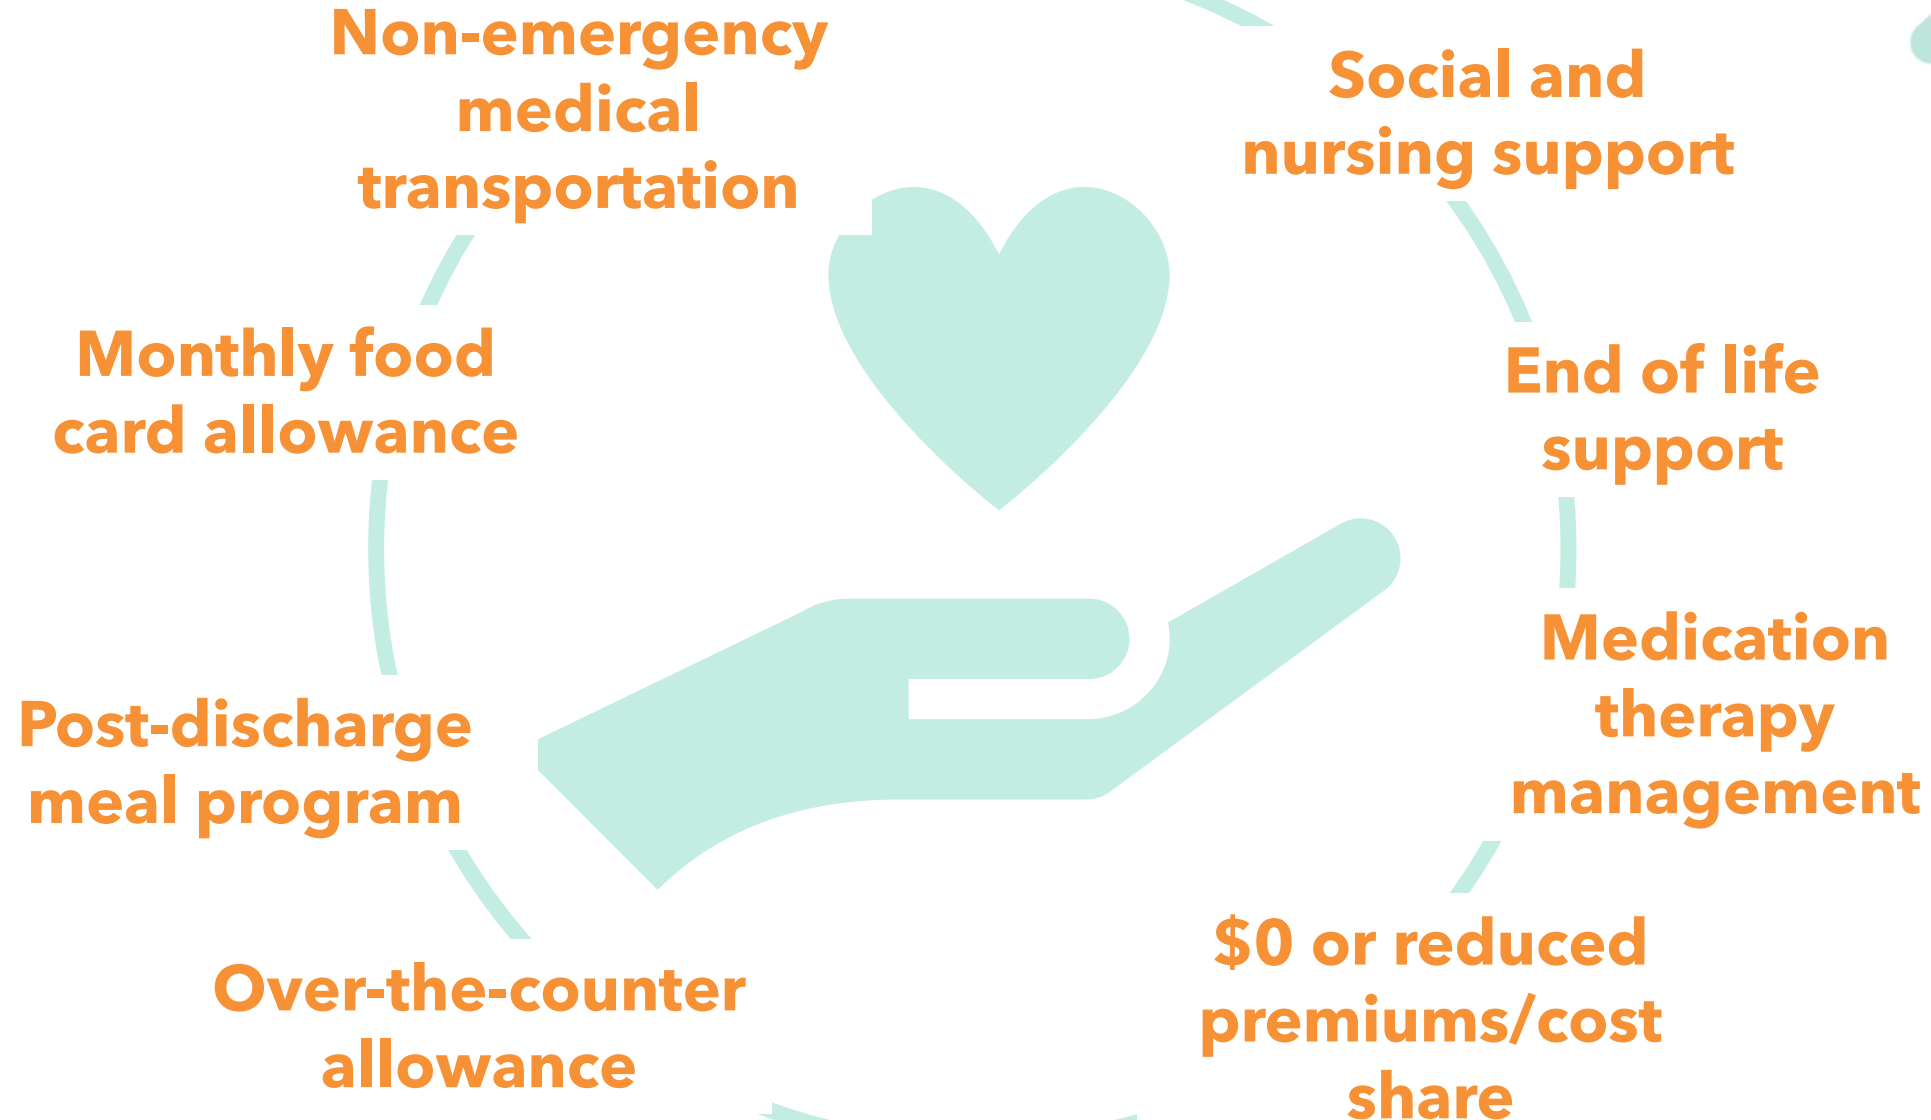 Non-emergency
medical
transportation
Social and
nursing support
Monthly food
card allowance
End of life
support
Post-discharge
meal program
Medication
therapy
management
Over-the-counter
allowance
$0 or reduced
premiums/cost
share